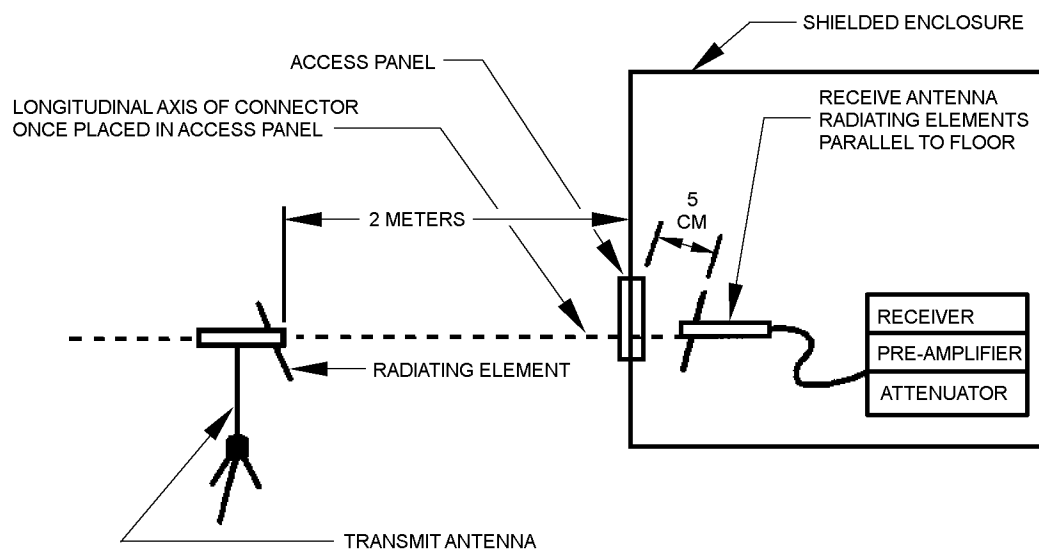 SHIELDED ENCLOSURE
ACCESS PANEL
LONGITUDINAL AXIS OF CONNECTOR
ONCE PLACED IN ACCESS PANEL
RECEIVE ANTENNA
RADIATING ELEMENTS
PARALLEL TO FLOOR
5
CM
2 METERS
RECEIVER
PRE-AMPLIFIER
ATTENUATOR
RADIATING ELEMENT
TRANSMIT ANTENNA